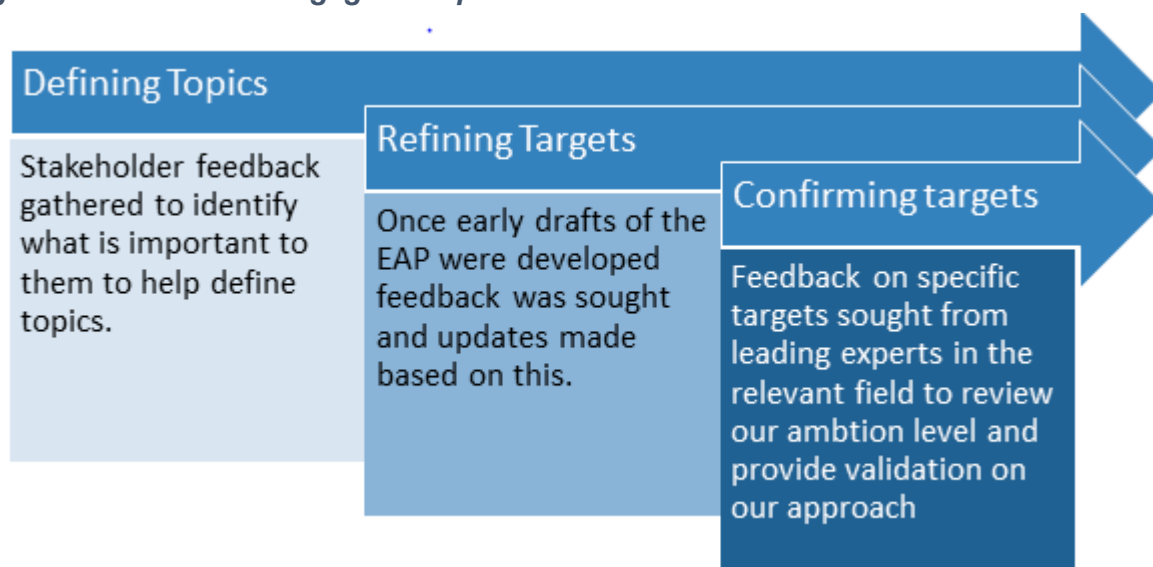 Defining Topics
Stakeholder feedback
gathered to identify
what is important to
them to help define
topics.
Refining Targets
Once early drafts of the
EAP were developed
feedback was sought
and updates made
based on this.
Confirming targets
Feedback on specific
targets sought from
leading experts in the
relevant field to review
our ambtion level and
provide validation on
our approach